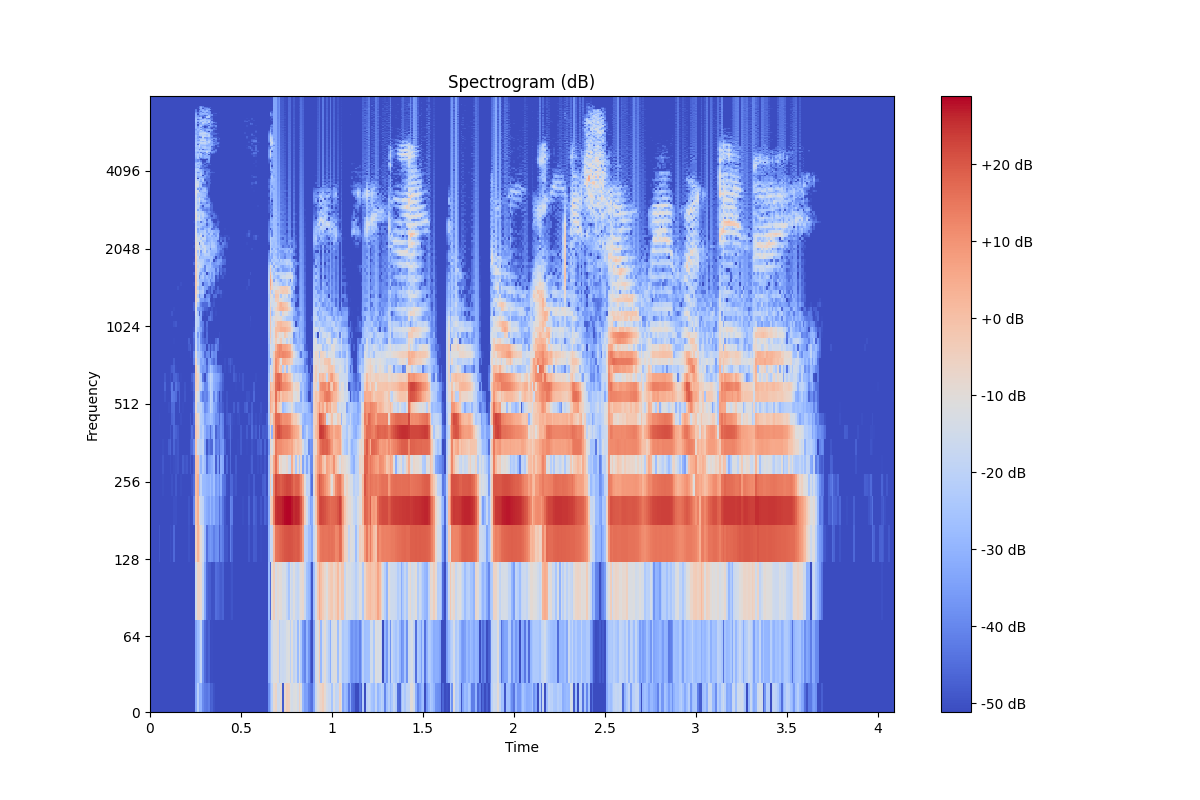 Spectrogram (dB)
Frequency
4096
2048
1024
512
256
128
64
0
0 0.5 1 1.5 2 2.5 3 3.5 4
Time
+20 dB
+10 dB
+0 dB
-10 dB
-20 dB
-30 dB
-40 dB
-50 dB